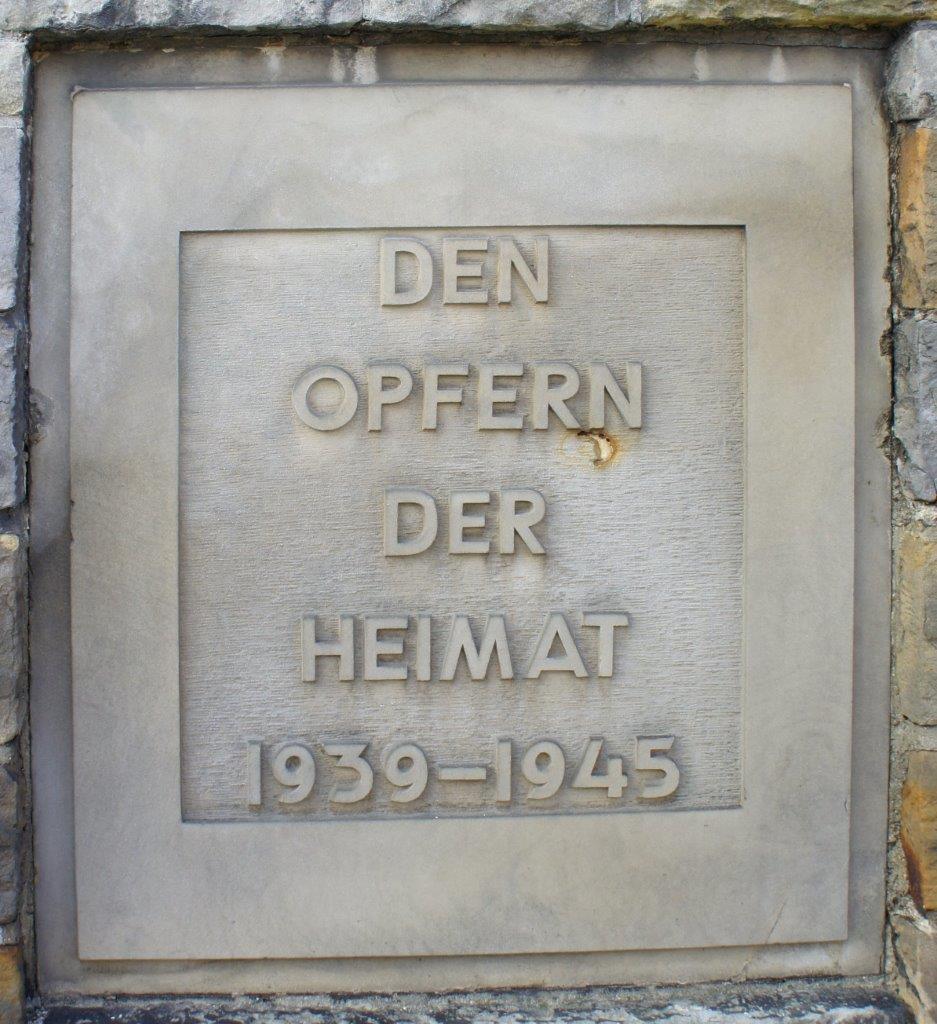 DEN
OPFERN
DER
HEIMAT
1939–1945